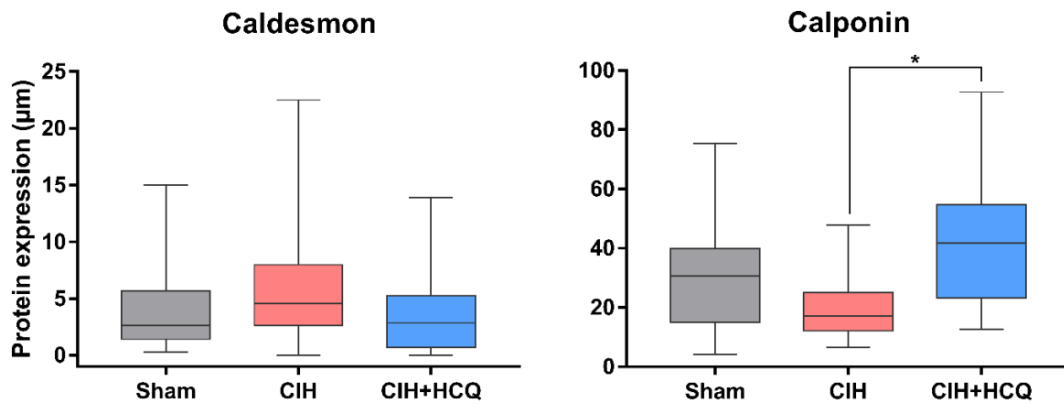 Caldesmon
Protein expression (µm)
25
20
15
10
5
0
Sham
CIH
CIH+HCQ
Calponin
*
100
80
60
40
20
0
Sham
CIH
CIH+HCQ